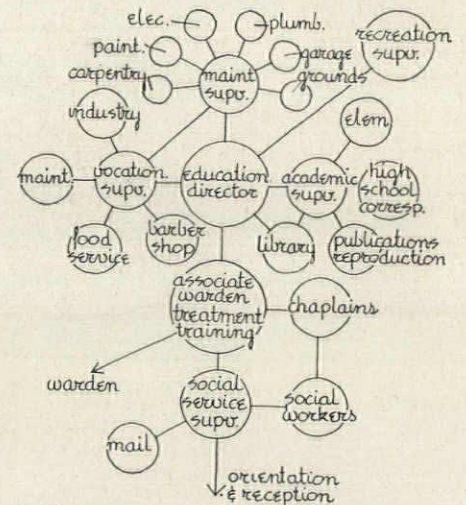 elec.
plumb.
recreation
supv.
paint.
garage
carpentry
maint
supv.
grounds
industry
elem
maint.
vocation.
supv.
education
director
academic
supv.
high
school
corresp.
food
service
barber
shop
library
publications
reproduction
associate
warden
treatment
training
chaplains
warden
social
service
supv.
social
workers
mail
orientation
& reception